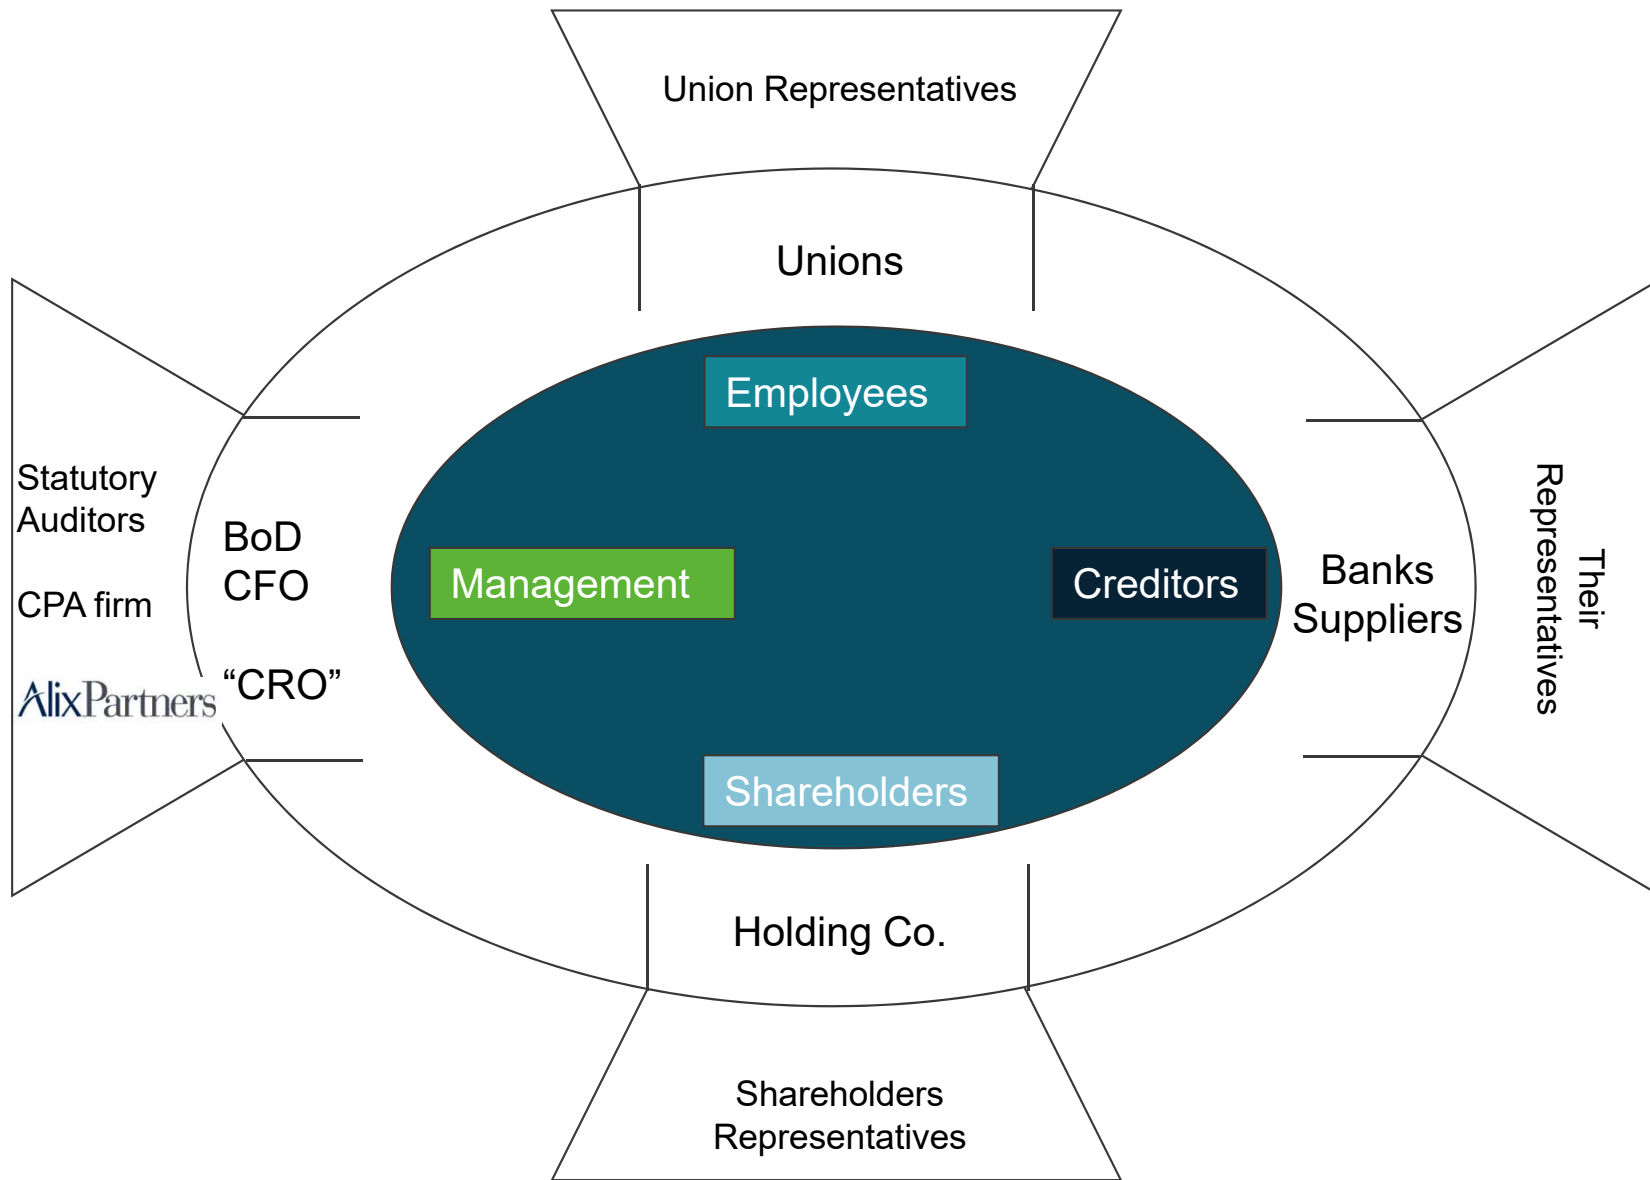 Union Representatives
Unions
Employees
Statutory
Auditors
CPA firm
AlixPartners
BoD
CFO
“CRO”
Management
Creditors
Banks
Suppliers
Their
Representatives
Shareholders
Holding Co.
Shareholders
Representatives